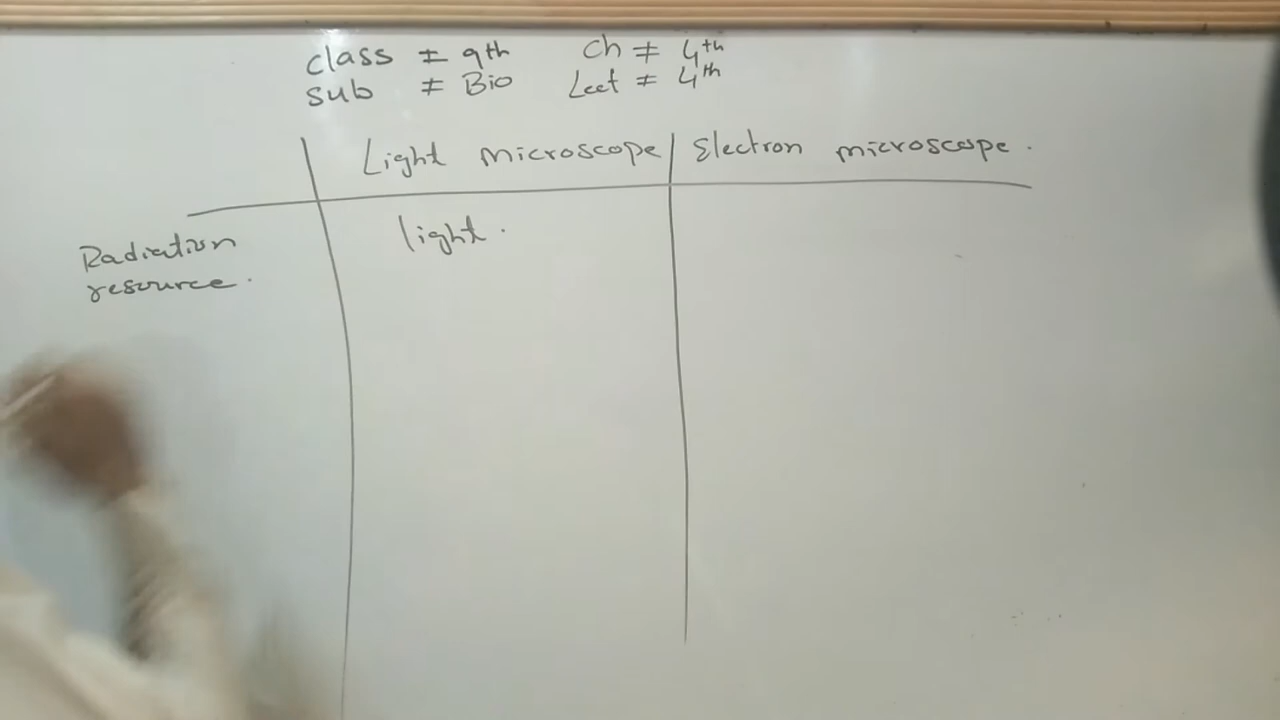 class ≠ 9th Ch ≠ 4th
sub ≠ Bio Lect ≠ 4th
Light microscope Electron microscope.
Radiation light.
resource.